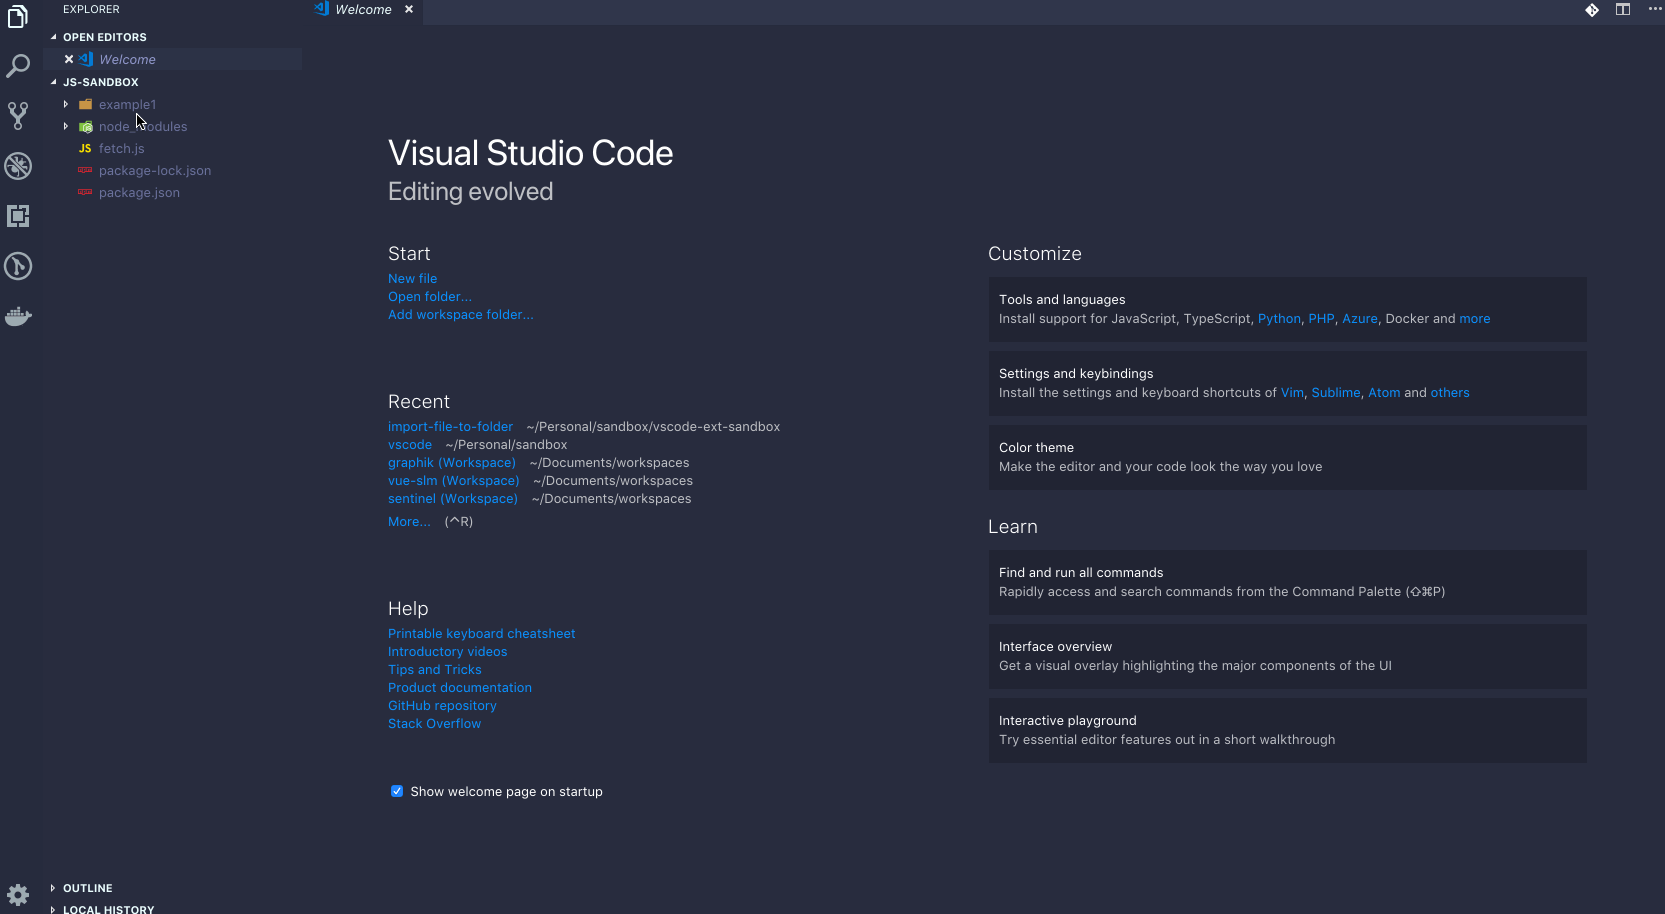 EXPLORER
OPEN EDITORS
Welcome
JS-SANDBOX
example1
node_modules
JS fetch.js
package-lock.json
package.json
OUTLINE
LOCAL HISTORY
Welcome
Visual Studio Code
Editing evolved
Start
New file
Open folder...
Add workspace folder...
Recent
import-file-to-folder ~/Personal/sandbox/vscode-ext-sandbox
vscode ~/Personal/sandbox
graphik (Workspace) ~/Documents/workspaces
vue-slm (Workspace) ~/Documents/workspaces
sentinel (Workspace) ~/Documents/workspaces
More... (^R)
Help
Printable keyboard cheatsheet
Introductory videos
Tips and Tricks
Product documentation
GitHub repository
Stack Overflow
Show welcome page on startup
Customize
Tools and languages
Install support for JavaScript, TypeScript, Python, PHP, Azure, Docker and more
Settings and keybindings
Install the settings and keyboard shortcuts of Vim, Sublime, Atom and others
Color theme
Make the editor and your code look the way you love
Learn
Find and run all commands
Rapidly access and search commands from the Command Palette (⇧⌘P)
Interface overview
Get a visual overlay highlighting the major components of the UI
Interactive playground
Try essential editor features out in a short walkthrough